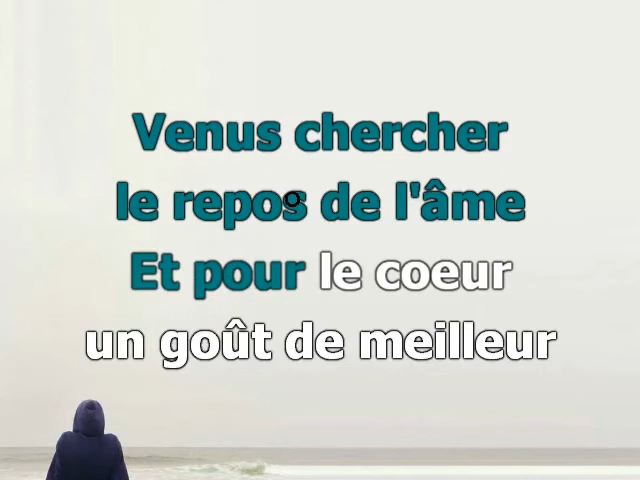 Venus chercher
le repos de l'âme
Et pour le coeur
un goût de meilleur